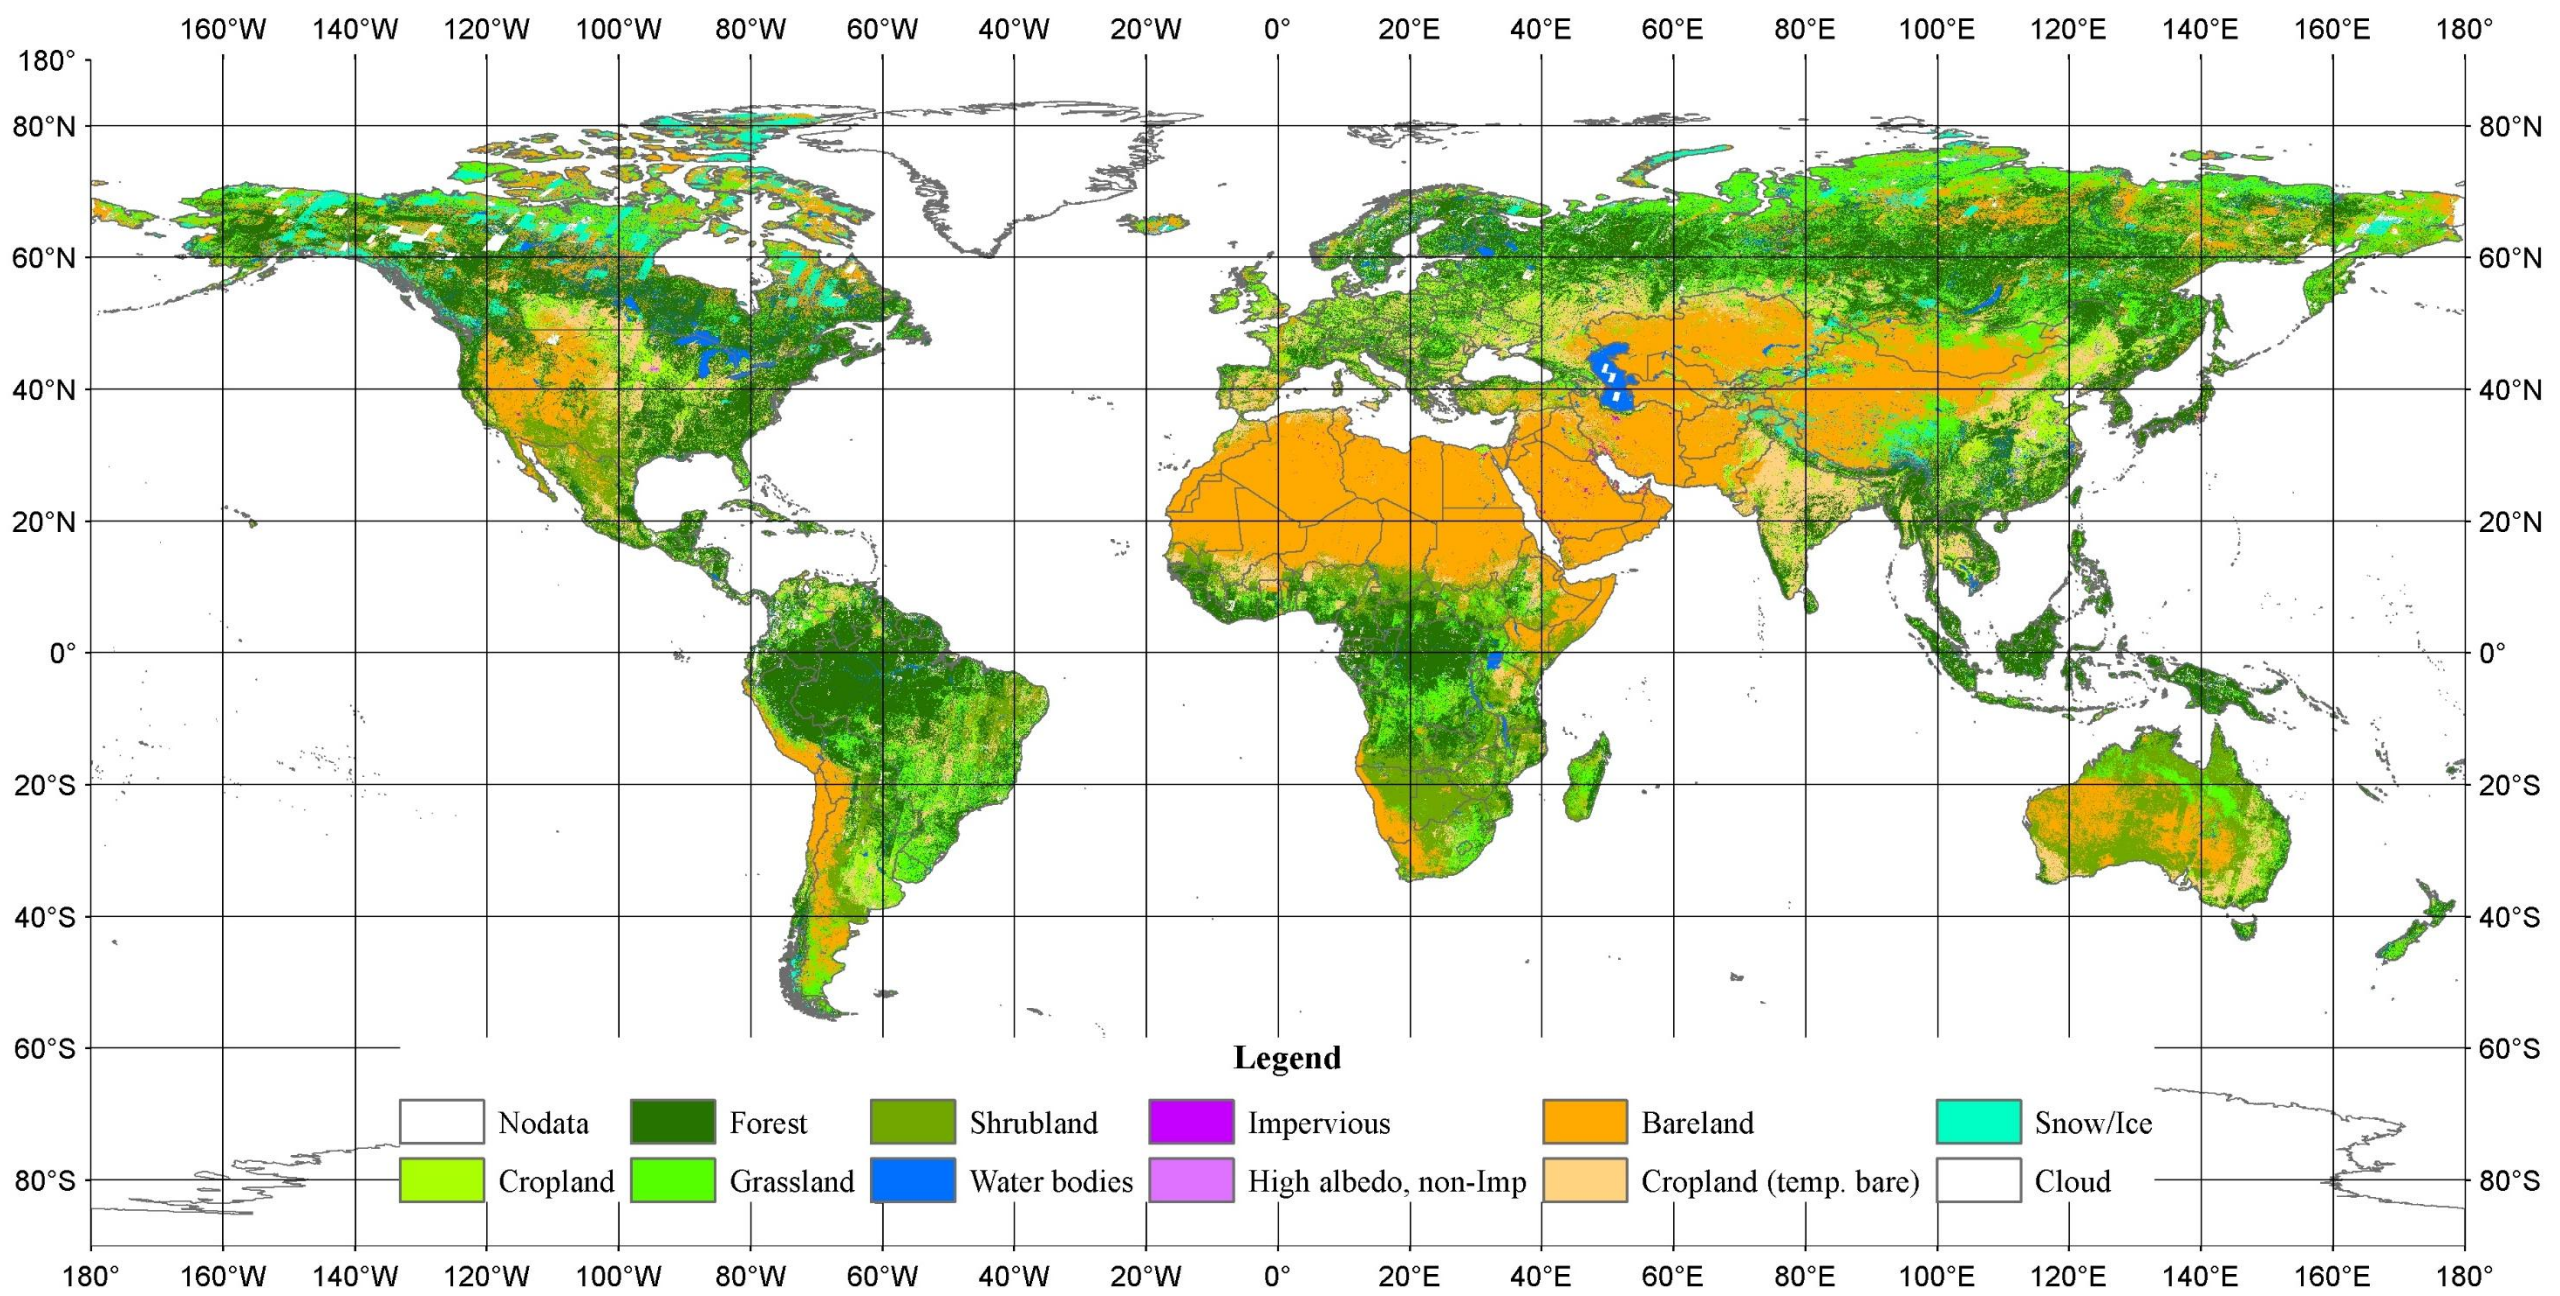 160°W 140°W 120°W 100°W 80°W 60°W 40°W 20°W 0° 20°E 40°E 60°E 80°E 100°E 120°E 140°E 160°E 180°
180°
80°N 80°N
60°N 60°N
40°N 40°N
20°N 20°N
0° 0°
20°S 20°S
40°S 40°S
60°S 60°S
Legend
Nodata Forest Shrubland Impervious Bareland Snow/Ice
Cropland Grassland Water bodies High albedo, non-Imp Cropland (temp. bare) Cloud
80°S 80°S
180° 160°W 140°W 120°W 100°W 80°W 60°W 40°W 20°W 0° 20°E 40°E 60°E 80°E 100°E 120°E 140°E 160°E 180°